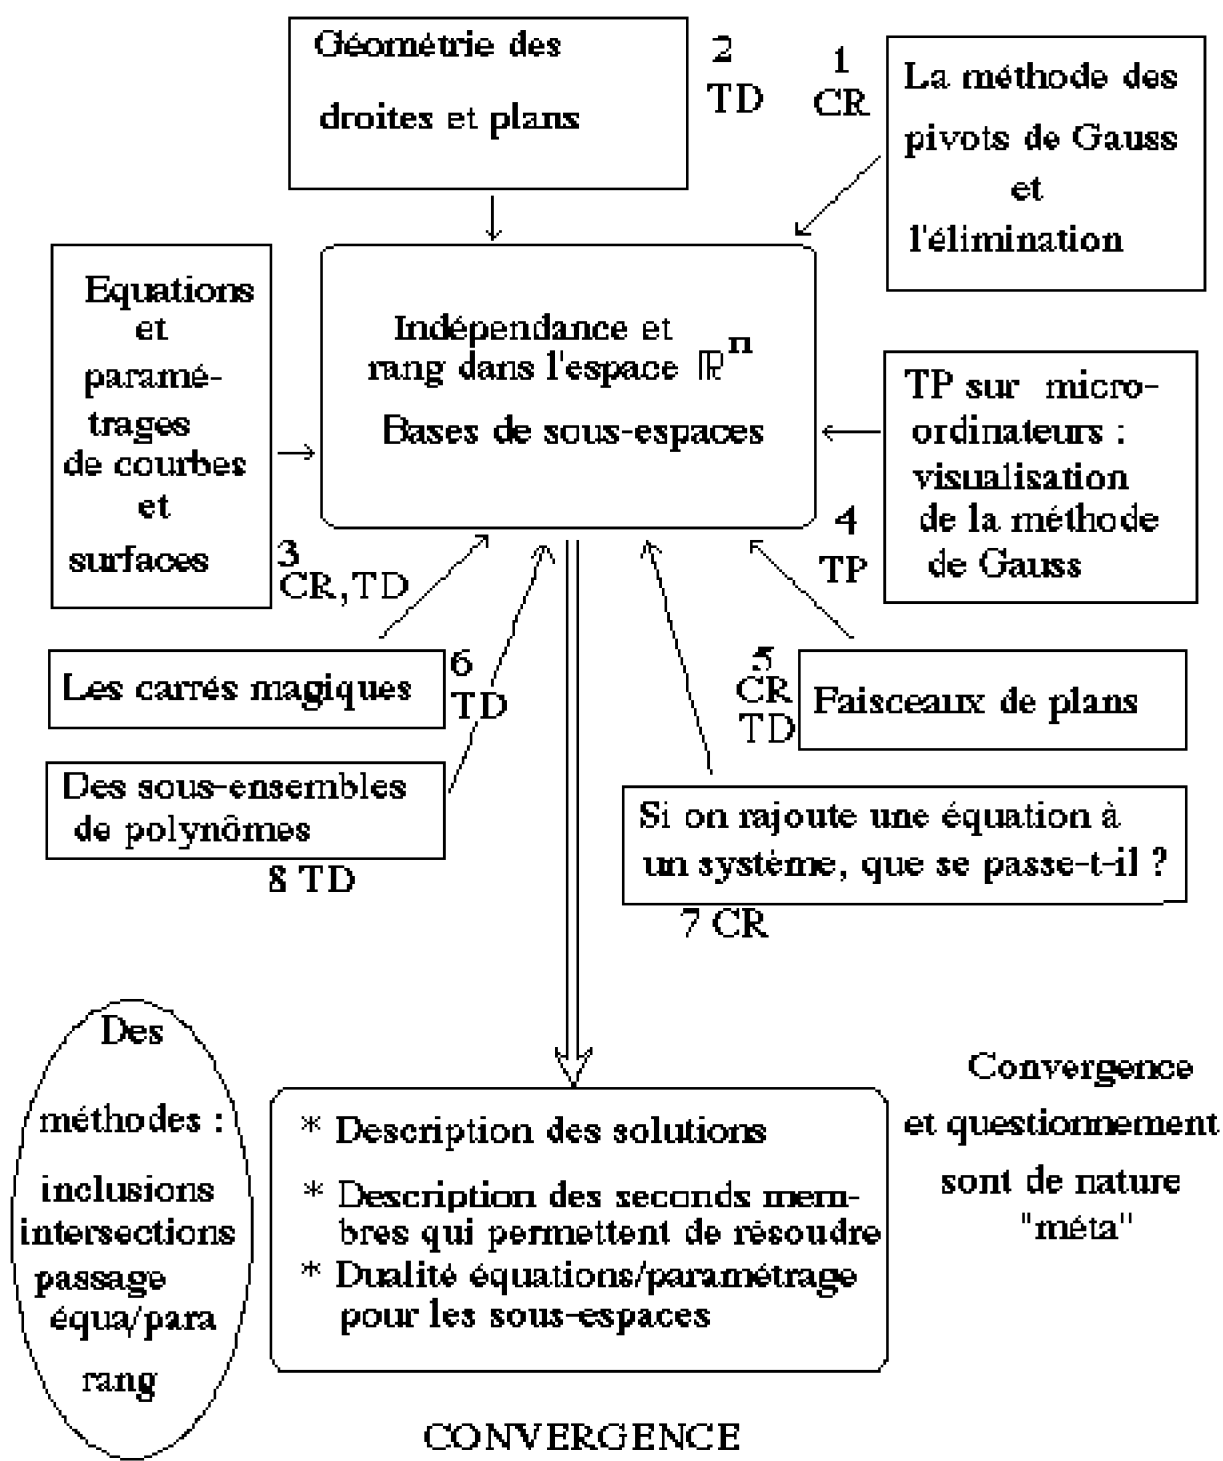 Géométrie des
droites et plans
2
TD
1
CR
La méthode des
pivots de Gauss
et
l'élimination
Equations
et
paramé-
trages
de courbes
et
surfaces
3
CR,TD
Indépendance et
rang dans l'espace ℝⁿ
Bases de sous-espaces
TP sur micro-
ordinateurs :
visualisation
de la méthode
de Gauss
4
TP
Les carrés magiques
6
TD
5
CR
TD
Faisceaux de plans
Des sous-ensembles
de polynômes
8 TD
Si on rajoute une équation à
un système, que se passe-t-il ?
7 CR
Des
méthodes :
inclusions
intersections
passage
équa/para
rang
* Description des solutions
* Description des seconds mem-
bres qui permettent de résoudre
* Dualité équations/paramétrage
pour les sous-espaces
Convergence
et questionnement
sont de nature
"méta"
CONVERGENCE